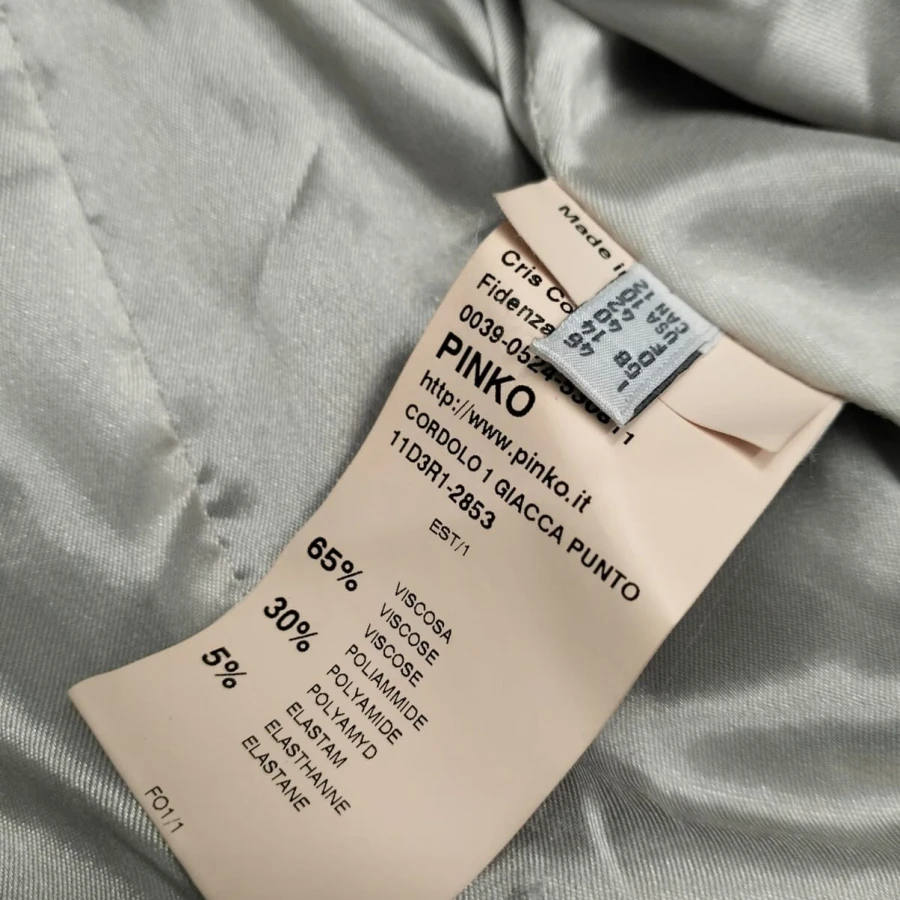 Made i
Cris Co
Fidenza
0039-0524-
PINKO
http://www.pinko.it
CORDOLO 1 GIACCA PUNTO
11D3R1-2853
EST/1
65% VISCOSA
VISCOSE
VISCOSE
30% POLIAMMIDE
POLYAMIDE
POLYAMYD
5% ELASTAM
ELASTHANNE
ELASTANE
FO1/1
I 46
GB 14
FD 40
USA 10
CAN 12